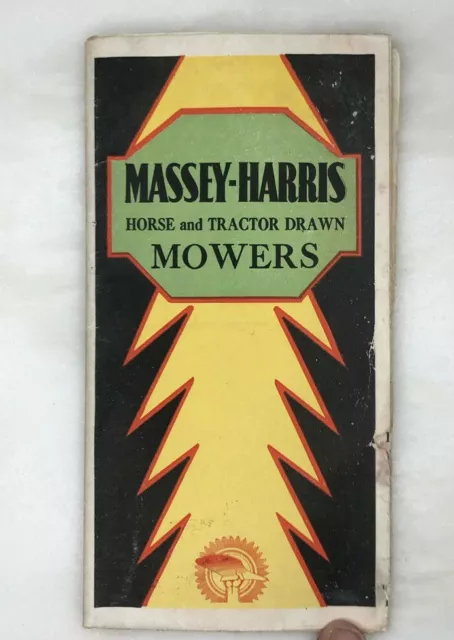 MASSEY-HARRIS
HORSE and TRACTOR DRAWN
MOWERS